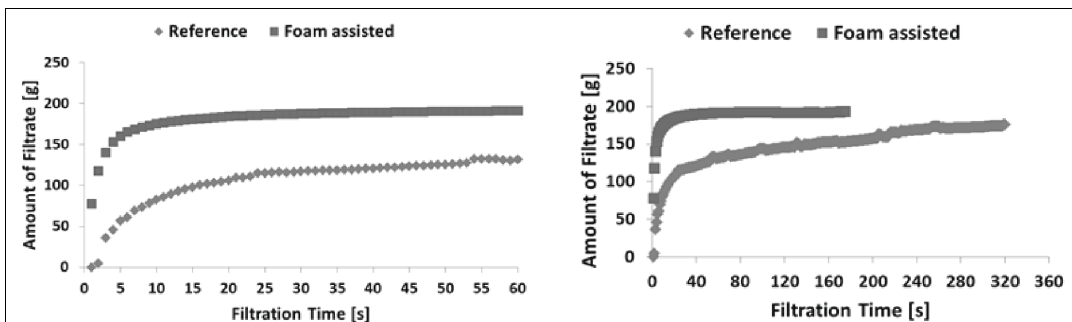 Reference Foam assisted
Amount of Filtrate [g]
250
200
150
100
50
0
0 5 10 15 20 25 30 35 40 45 50 55 60
Filtration Time [s]
Reference Foam assisted
Amount of Filtrate [g]
250
200
150
100
50
0
0 40 80 120 160 200 240 280 320 360
Filtration Time [s]